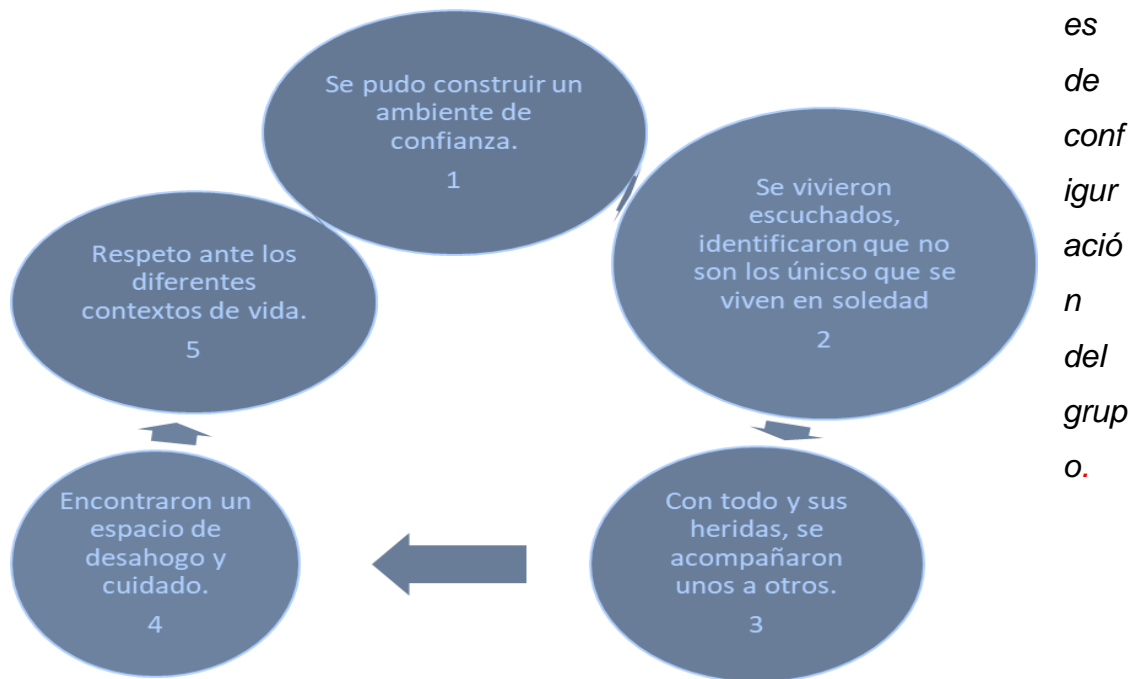 Se pudo construir un
ambiente de
confianza.
1
Se vivieron
escuchados,
identificaron que no
son los únicso que se
viven en soledad
2
Con todo y sus
heridas, se
acompañaron
unos a otros.
3
Encontraron un
espacio de
desahogo y
cuidado.
4
Respeto ante los
diferentes
contextos de vida.
5
es
de
conf
igur
ació
n
del
grup
o.